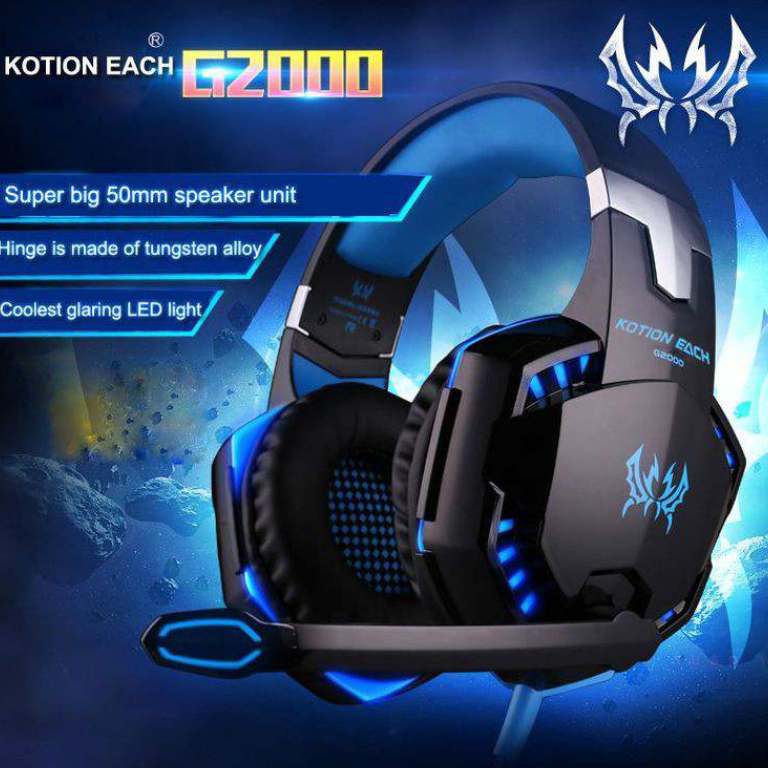 KOTION EACH ® G2000
Super big 50mm speaker unit
Hinge is made of tungsten alloy
Coolest glaring LED light
KOTION EACH
G2000